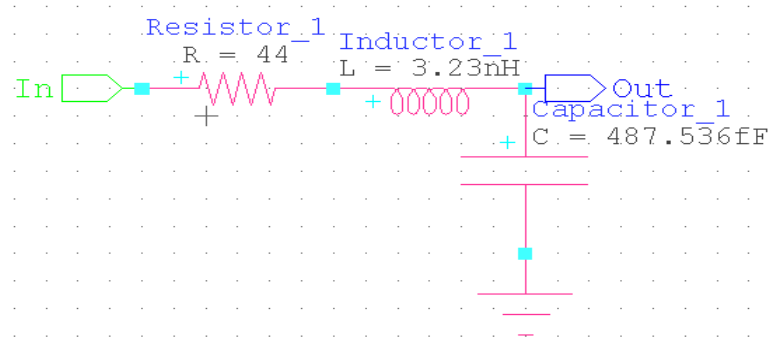 Resistor_1
R = 44
Inductor_1
L = 3.23nH
In
Out
Capacitor_1
C = 487.536fF